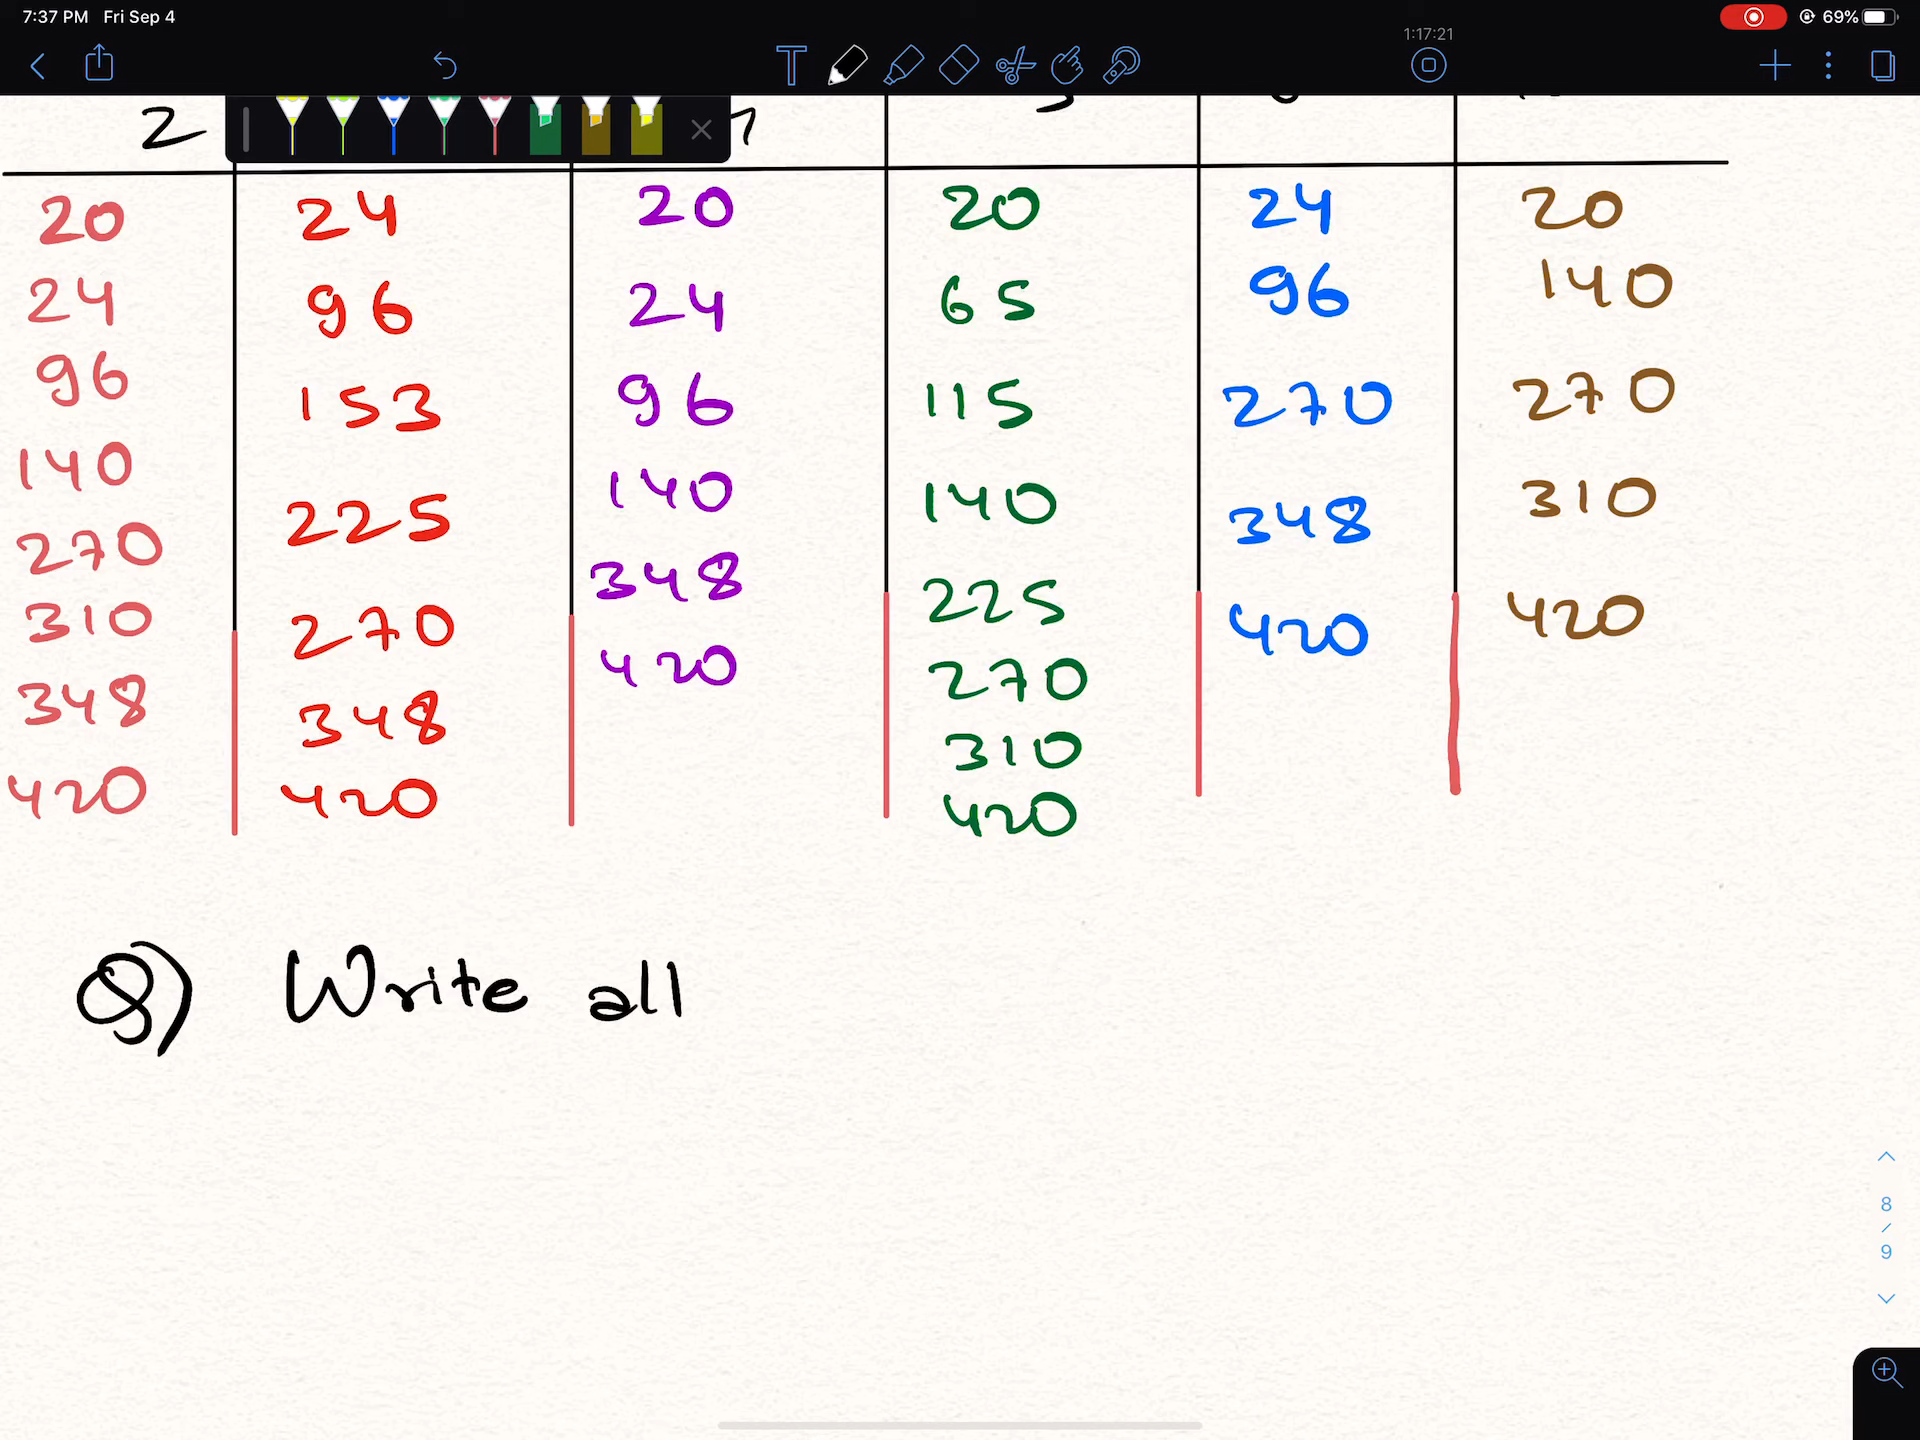 7:37 PM Fri Sep 4 69%
1:17:21
2
20 24 20 20 24 20
24 96 24 65 96 140
96 153 96 115 270 270
140 225 140 140 348 310
270 270 348 225 420 420
310 348 420 270
348 420 310
420 420
Q) Write all
8
/
9